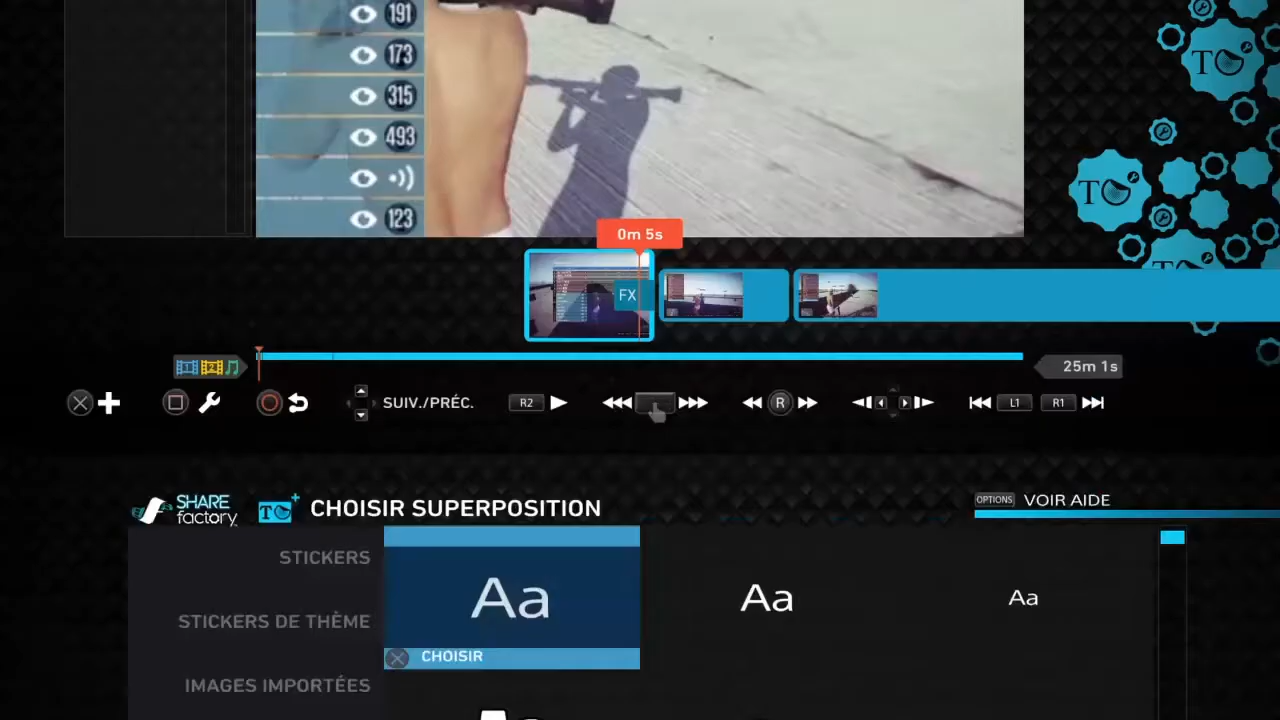 191
173
315
493
123
0m 5s
FX
25m 1s
SUIV./PRÉC.
R2
R
L1
R1
SHARE
factory
CHOISIR SUPERPOSITION
OPTIONS
VOIR AIDE
STICKERS
Aa
Aa
Aa
STICKERS DE THÈME
CHOISIR
IMAGES IMPORTÉES